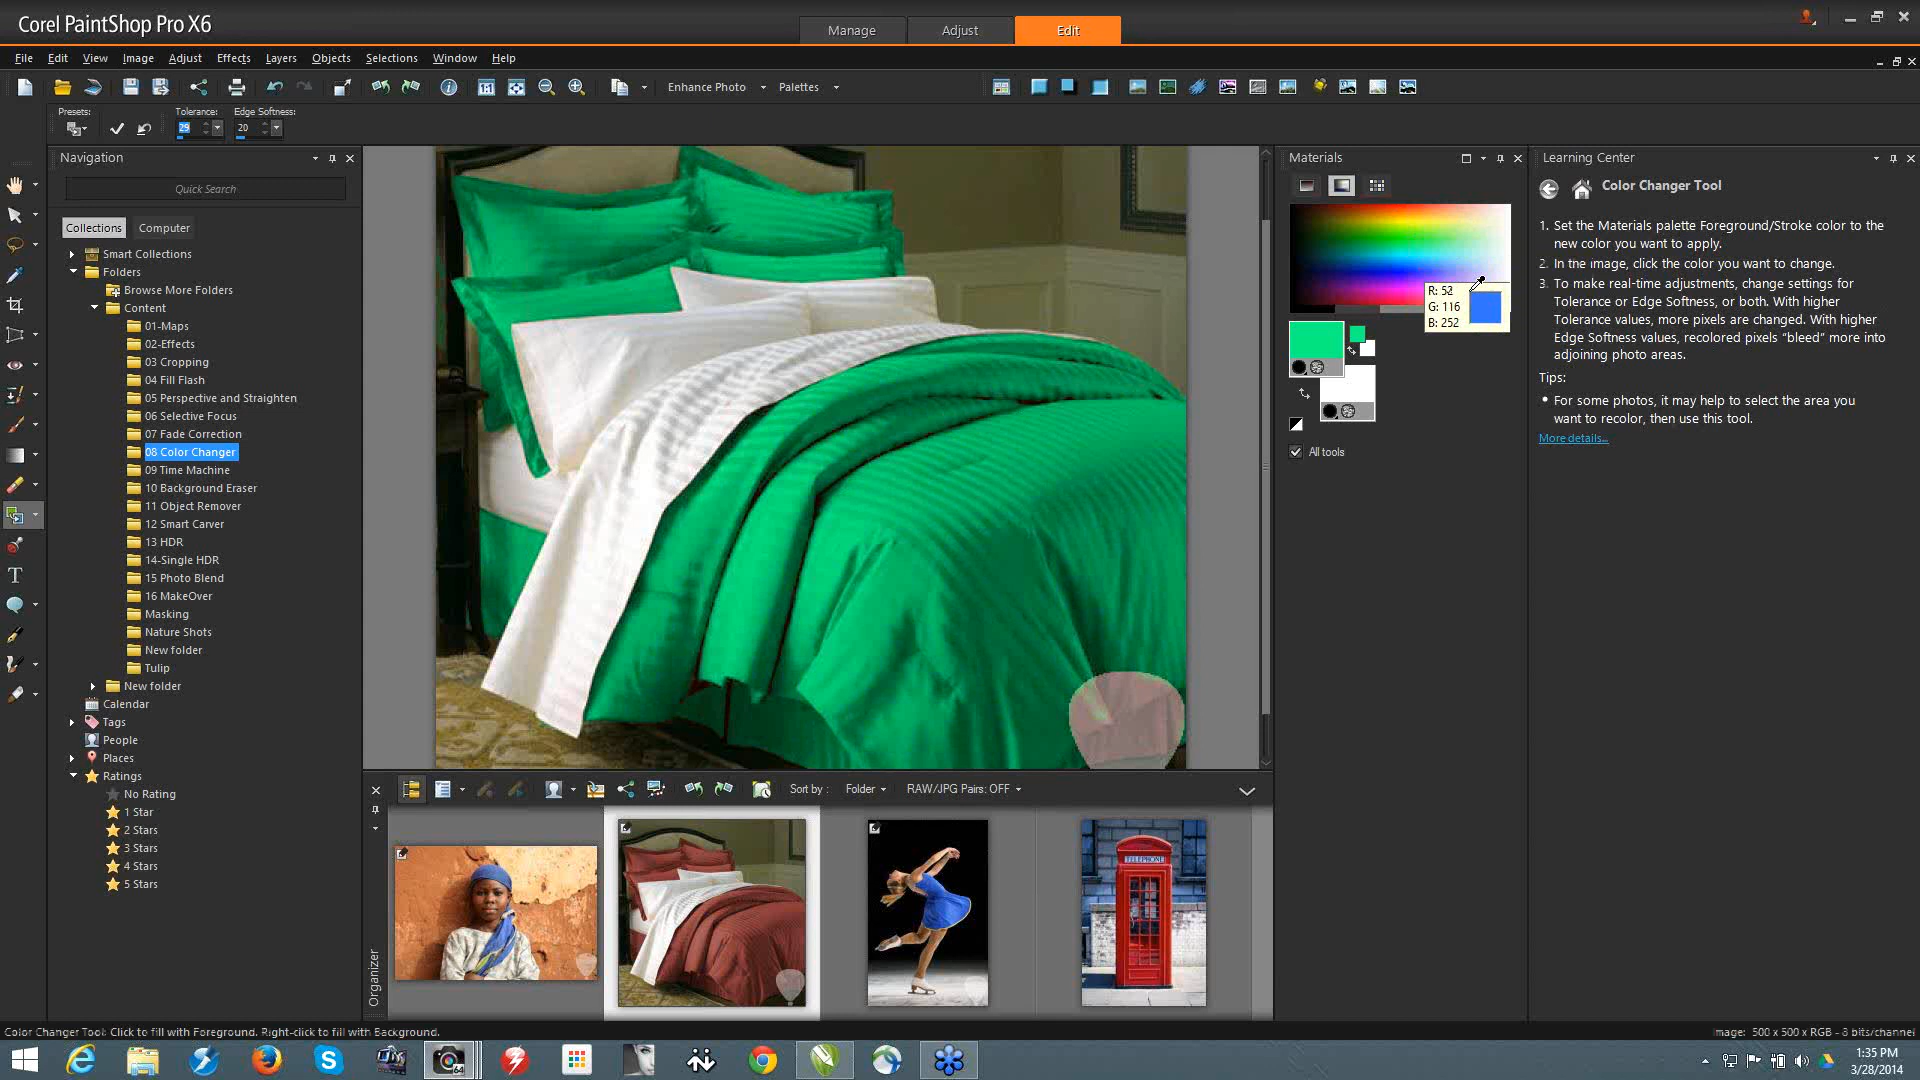 Corel PaintShop Pro X6
Manage
Adjust
Edit
File Edit View Image Adjust Effects Layers Objects Selections Window Help
Enhance Photo
Palettes
Presets:
Tolerance:
29
Edge Softness:
20
Navigation
Quick Search
Collections
Computer
Smart Collections
Folders
Browse More Folders
Content
01-Maps
02-Effects
03 Cropping
04 Fill Flash
05 Perspective and Straighten
06 Selective Focus
07 Fade Correction
08 Color Changer
09 Time Machine
10 Background Eraser
11 Object Remover
12 Smart Carver
13 HDR
14-Single HDR
15 Photo Blend
16 MakeOver
Masking
Nature Shots
New folder
Tulip
New folder
Calendar
Tags
People
Places
Ratings
No Rating
1 Star
2 Stars
3 Stars
4 Stars
5 Stars
Materials
R: 52
G: 116
B: 252
All tools
Learning Center
Color Changer Tool
1. Set the Materials palette Foreground/Stroke color to the
new color you want to apply.
2. In the image, click the color you want to change.
3. To make real-time adjustments, change settings for
Tolerance or Edge Softness, or both. With higher
Tolerance values, more pixels are changed. With higher
Edge Softness values, recolored pixels “bleed” more into
adjoining photo areas.
Tips:
• For some photos, it may help to select the area you
want to recolor, then use this tool.
More details...
Sort by :
Folder
RAW/JPG Pairs: OFF
Organizer
TELEPHONE
Color Changer Tool: Click to fill with Foreground. Right-click to fill with Background.
mage: 500 x 500 x RGB - 8 bits/channel
64
1:35 PM
3/28/2014